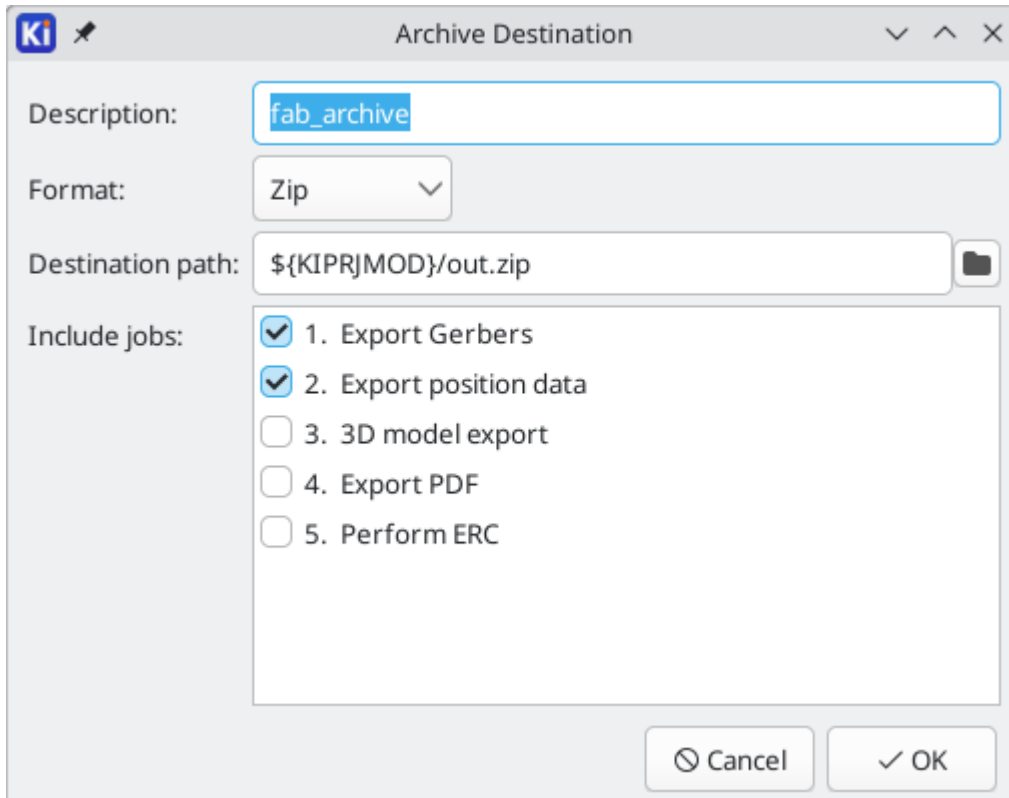 Ki Archive Destination
Description: fab_archive
Format: Zip
Destination path: ${KIPRJMOD}/out.zip
Include jobs: 1. Export Gerbers
2. Export position data
3. 3D model export
4. Export PDF
5. Perform ERC
Cancel OK